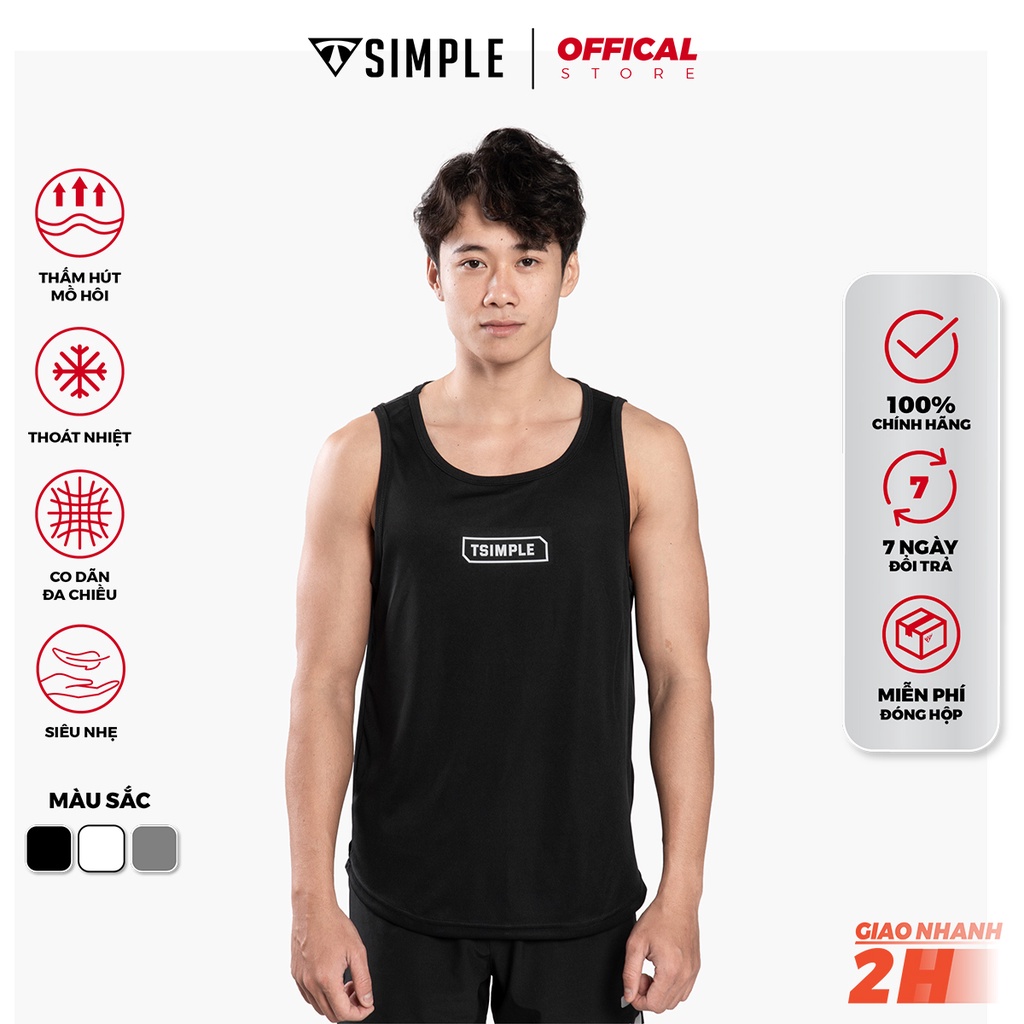 TSIMPLE
OFFICAL
STORE
THẤM HÚT
MỒ HÔI
THOÁT NHIỆT
CO DÃN
ĐA CHIỀU
SIÊU NHẸ
MÀU SẮC
TSIMPLE
100%
CHÍNH HÃNG
7
7 NGÀY
ĐỔI TRẢ
MIỄN PHÍ
ĐÓNG HỘP
GIAO NHANH
2H